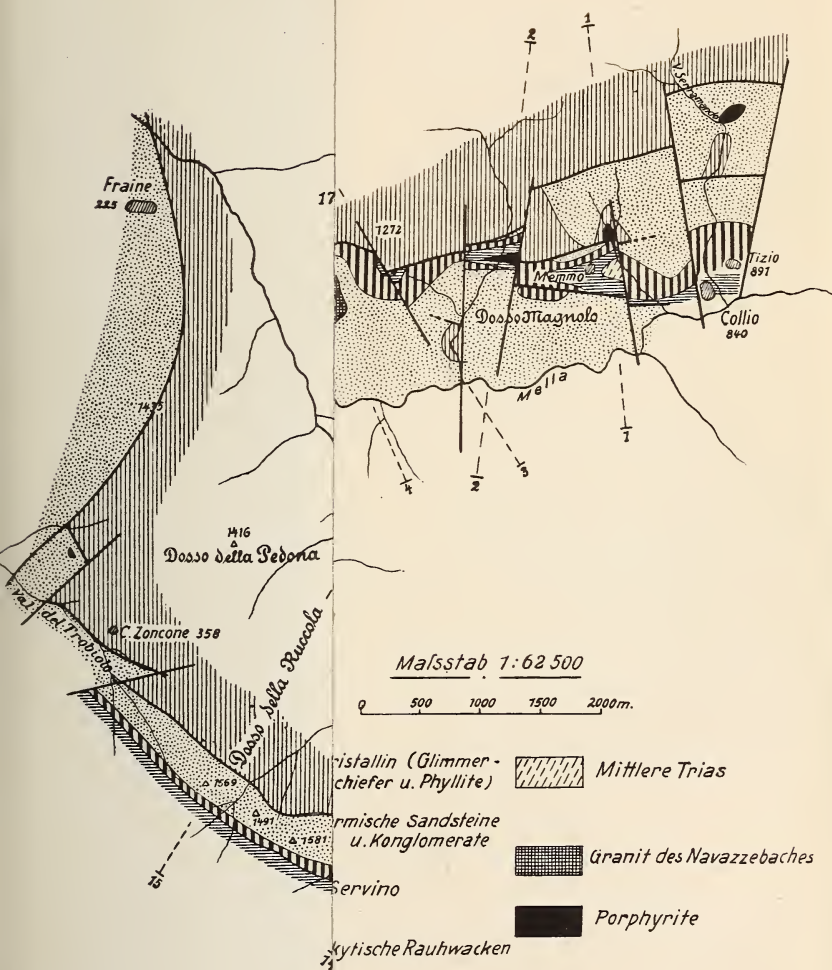 2
1
V. Serramando
Fraine
225
17
1272
Tizio
891
Memmo
Dosso Magnolo
Collio
840
Mella
1
4
2
3
1416
Dosso della Pedona
Val del Trobiolo
C. Zoncone 358
Dosso della Ruccola
Maſsstab 1:62 500
0 500 1000 1500 2000m.
ristallin (Glimmer-
chiefer u. Phyllite)
Mittlere Trias
1569
1491
1581
rmische Sandsteine
u. Konglomerate
Granit des Navazzebaches
15
Servino
Porphyrite
kytische Rauhwacken